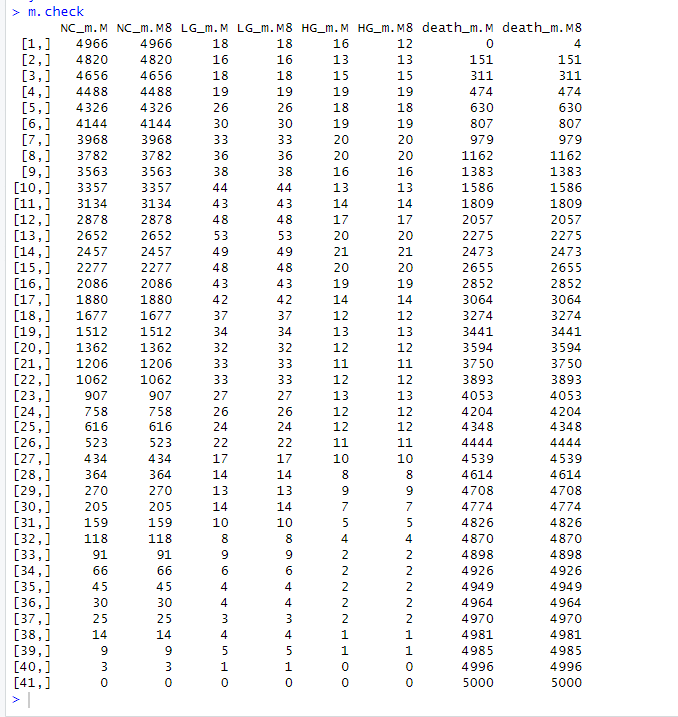 > m.check
NC_m.M NC_m.M8 LG_m.M LG_m.M8 HG_m.M HG_m.M8 death_m.M death_m.M8
[1,] 4966 4966 18 18 16 12 0 4
[2,] 4820 4820 16 16 13 13 151 151
[3,] 4656 4656 18 18 15 15 311 311
[4,] 4488 4488 19 19 19 19 474 474
[5,] 4326 4326 26 26 18 18 630 630
[6,] 4144 4144 30 30 19 19 807 807
[7,] 3968 3968 33 33 20 20 979 979
[8,] 3782 3782 36 36 20 20 1162 1162
[9,] 3563 3563 38 38 16 16 1383 1383
[10,] 3357 3357 44 44 13 13 1586 1586
[11,] 3134 3134 43 43 14 14 1809 1809
[12,] 2878 2878 48 48 17 17 2057 2057
[13,] 2652 2652 53 53 20 20 2275 2275
[14,] 2457 2457 49 49 21 21 2473 2473
[15,] 2277 2277 48 48 20 20 2655 2655
[16,] 2086 2086 43 43 19 19 2852 2852
[17,] 1880 1880 42 42 14 14 3064 3064
[18,] 1677 1677 37 37 12 12 3274 3274
[19,] 1512 1512 34 34 13 13 3441 3441
[20,] 1362 1362 32 32 12 12 3594 3594
[21,] 1206 1206 33 33 11 11 3750 3750
[22,] 1062 1062 33 33 12 12 3893 3893
[23,] 907 907 27 27 13 13 4053 4053
[24,] 758 758 26 26 12 12 4204 4204
[25,] 616 616 24 24 12 12 4348 4348
[26,] 523 523 22 22 11 11 4444 4444
[27,] 434 434 17 17 10 10 4539 4539
[28,] 364 364 14 14 8 8 4614 4614
[29,] 270 270 13 13 9 9 4708 4708
[30,] 205 205 14 14 7 7 4774 4774
[31,] 159 159 10 10 5 5 4826 4826
[32,] 118 118 8 8 4 4 4870 4870
[33,] 91 91 9 9 2 2 4898 4898
[34,] 66 66 6 6 2 2 4926 4926
[35,] 45 45 4 4 2 2 4949 4949
[36,] 30 30 4 4 2 2 4964 4964
[37,] 25 25 3 3 2 2 4970 4970
[38,] 14 14 4 4 1 1 4981 4981
[39,] 9 9 5 5 1 1 4985 4985
[40,] 3 3 1 1 0 0 4996 4996
[41,] 0 0 0 0 0 0 5000 5000
>